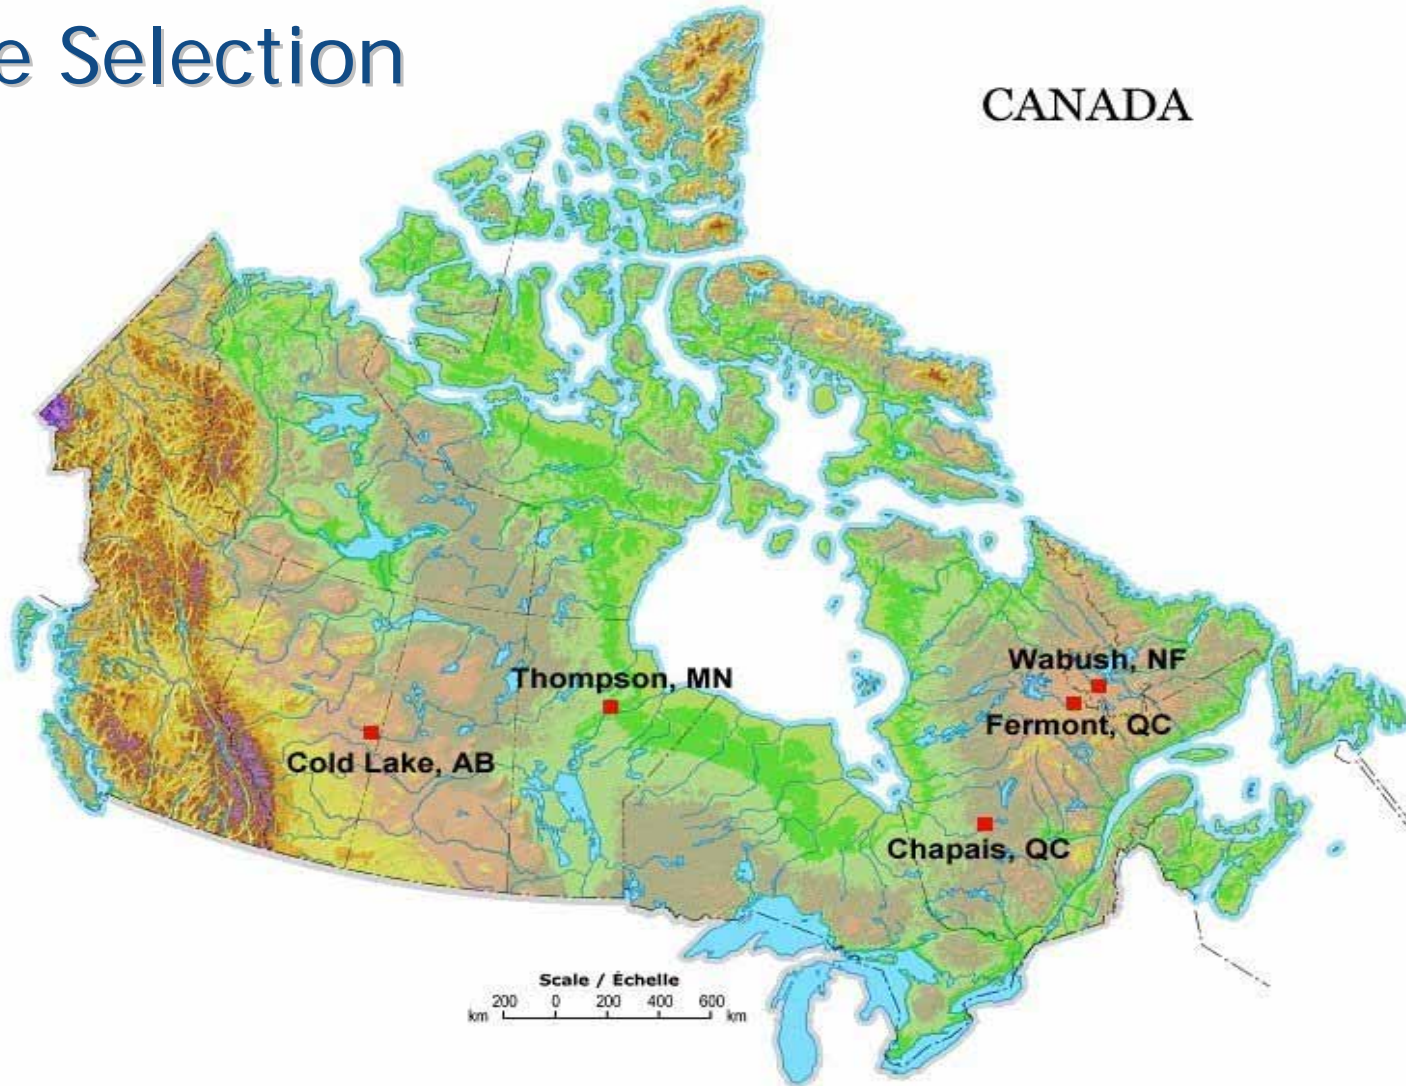 e Selection
CANADA
Thompson, MN
Wabush, NF
Fermont, QC
Cold Lake, AB
Chapais, QC
Scale / Échelle
200 0 200 400 600
km km